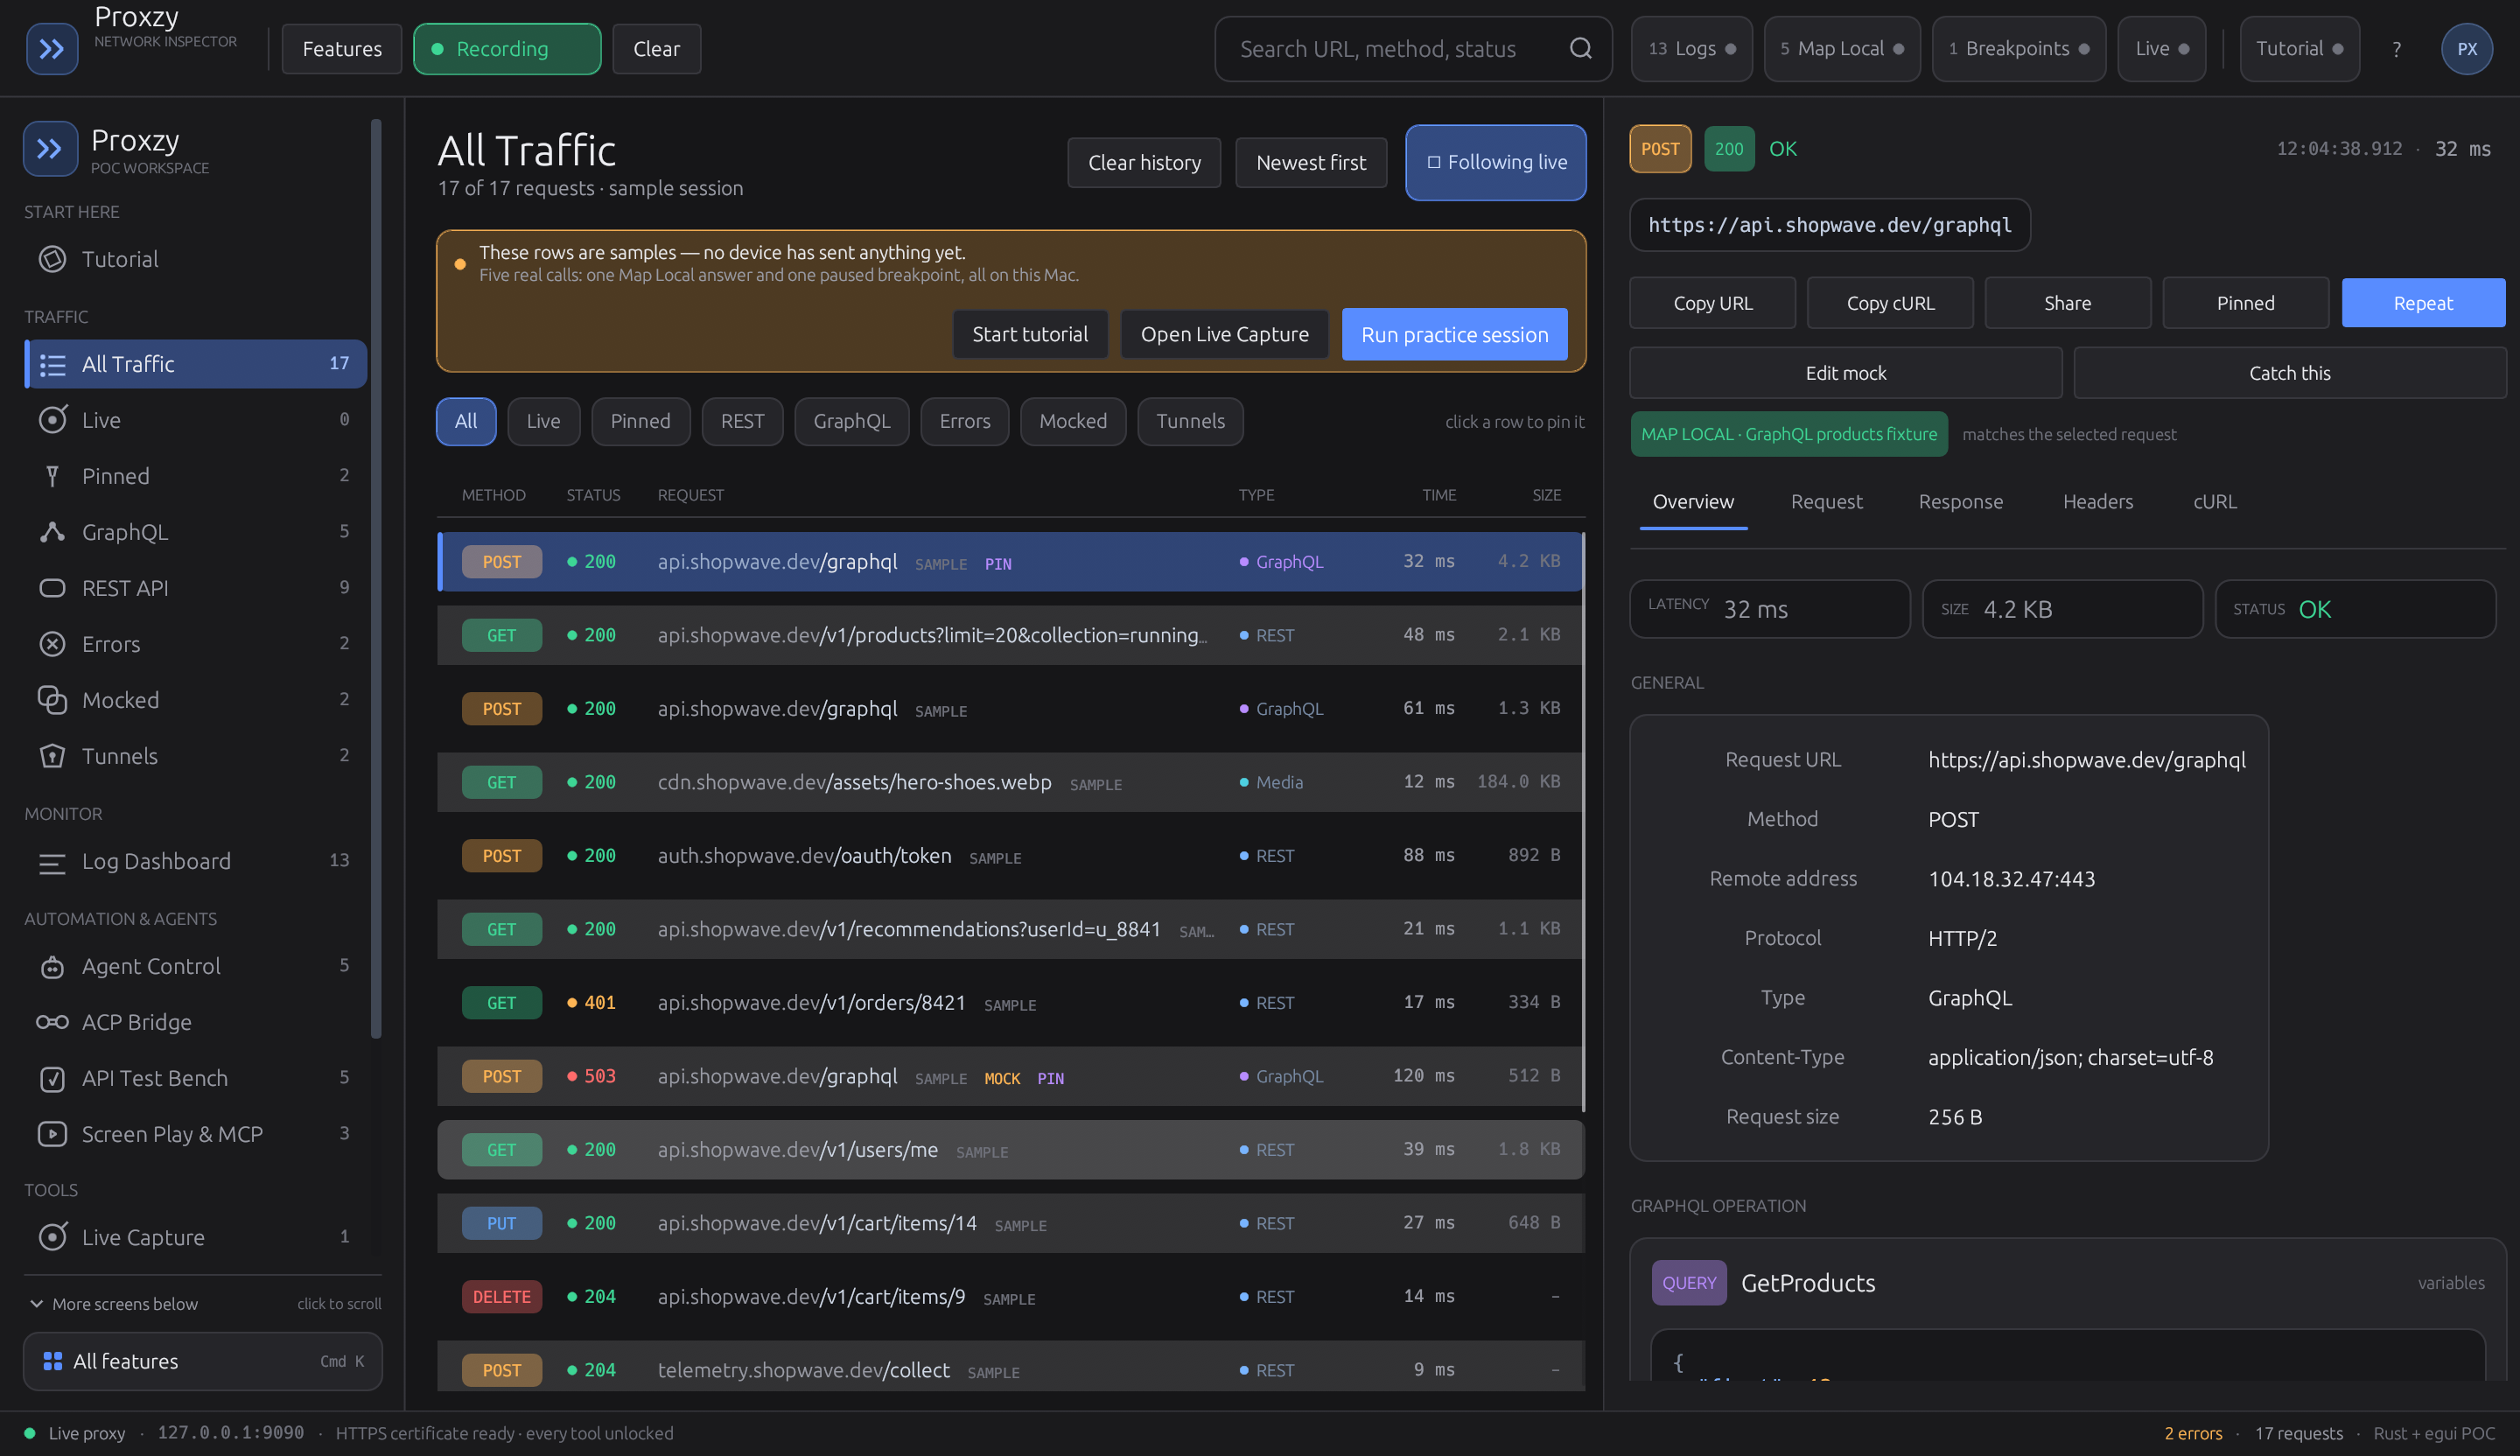 Proxzy
NETWORK INSPECTOR
Features
Recording
Clear
Search URL, method, status
13 Logs
5 Map Local
1 Breakpoints
Live
Tutorial
?
PX
Proxzy
POC WORKSPACE
START HERE
Tutorial
TRAFFIC
All Traffic 17
Live 0
Pinned 2
GraphQL 5
REST API 9
Errors 2
Mocked 2
Tunnels 2
MONITOR
Log Dashboard 13
AUTOMATION & AGENTS
Agent Control 5
ACP Bridge
API Test Bench 5
Screen Play & MCP 3
TOOLS
Live Capture 1
More screens below click to scroll
All features Cmd K
All Traffic
17 of 17 requests · sample session
Clear history
Newest first
Following live
These rows are samples — no device has sent anything yet.
Five real calls: one Map Local answer and one paused breakpoint, all on this Mac.
Start tutorial
Open Live Capture
Run practice session
All Live Pinned REST GraphQL Errors Mocked Tunnels click a row to pin it
METHOD STATUS REQUEST TYPE TIME SIZE
POST 200 api.shopwave.dev/graphql SAMPLE PIN GraphQL 32 ms 4.2 KB
GET 200 api.shopwave.dev/v1/products?limit=20&collection=running… REST 48 ms 2.1 KB
POST 200 api.shopwave.dev/graphql SAMPLE GraphQL 61 ms 1.3 KB
GET 200 cdn.shopwave.dev/assets/hero-shoes.webp SAMPLE Media 12 ms 184.0 KB
POST 200 auth.shopwave.dev/oauth/token SAMPLE REST 88 ms 892 B
GET 200 api.shopwave.dev/v1/recommendations?userId=u_8841 SAM… REST 21 ms 1.1 KB
GET 401 api.shopwave.dev/v1/orders/8421 SAMPLE REST 17 ms 334 B
POST 503 api.shopwave.dev/graphql SAMPLE MOCK PIN GraphQL 120 ms 512 B
GET 200 api.shopwave.dev/v1/users/me SAMPLE REST 39 ms 1.8 KB
PUT 200 api.shopwave.dev/v1/cart/items/14 SAMPLE REST 27 ms 648 B
DELETE 204 api.shopwave.dev/v1/cart/items/9 SAMPLE REST 14 ms –
POST 204 telemetry.shopwave.dev/collect SAMPLE REST 9 ms –
POST 200 OK 12:04:38.912 · 32 ms
https://api.shopwave.dev/graphql
Copy URL Copy cURL Share Pinned Repeat
Edit mock Catch this
MAP LOCAL · GraphQL products fixture matches the selected request
Overview Request Response Headers cURL
LATENCY 32 ms SIZE 4.2 KB STATUS OK
GENERAL
Request URL https://api.shopwave.dev/graphql
Method POST
Remote address 104.18.32.47:443
Protocol HTTP/2
Type GraphQL
Content-Type application/json; charset=utf-8
Request size 256 B
GRAPHQL OPERATION
QUERY GetProducts variables
{
Live proxy · 127.0.0.1:9090 · HTTPS certificate ready · every tool unlocked
2 errors · 17 requests · Rust + egui POC